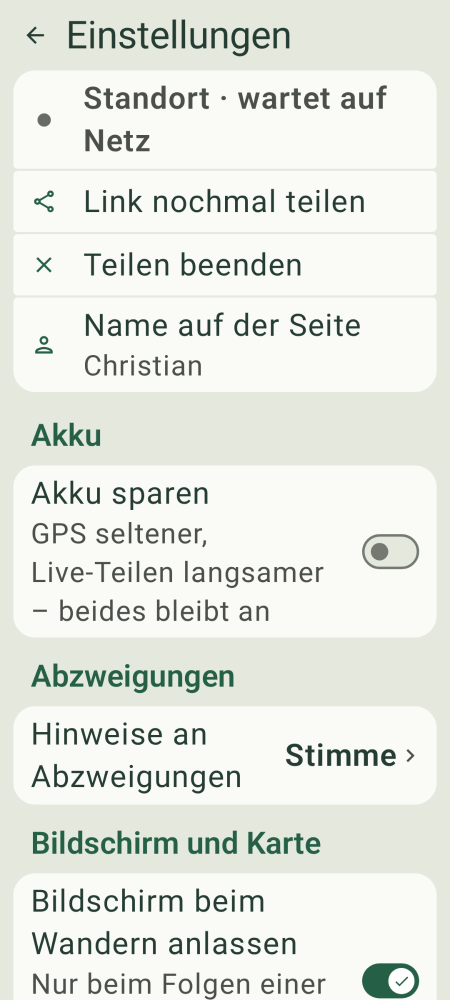 Einstellungen
Standort · wartet auf
Netz
Link nochmal teilen
Teilen beenden
Name auf der Seite
Christian
Akku
Akku sparen
GPS seltener,
Live-Teilen langsamer
– beides bleibt an
Abzweigungen
Hinweise an
Abzweigungen
Stimme
Bildschirm und Karte
Bildschirm beim
Wandern anlassen
Nur beim Folgen einer